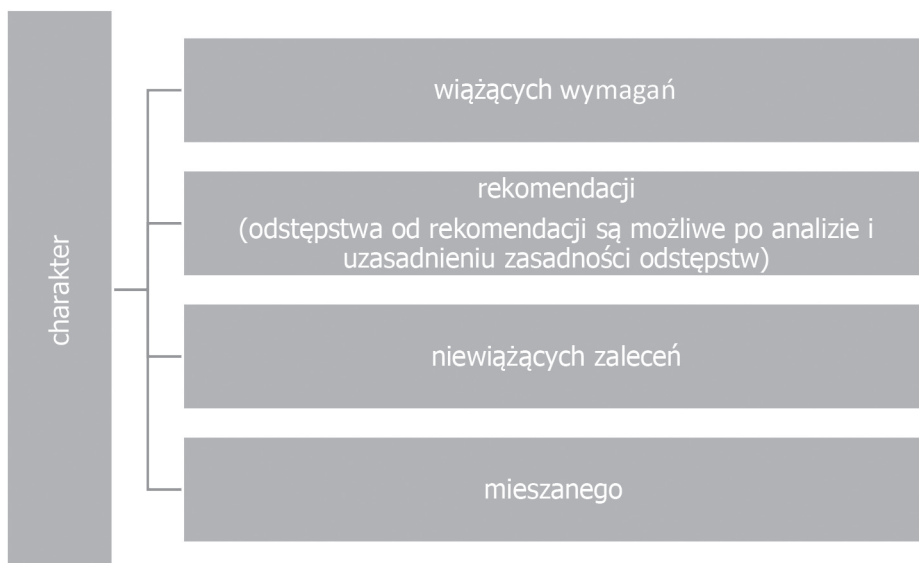 charakter
wiążących wymagań
rekomendacji
(odstępstwa od rekomendacji są możliwe po analizie i
uzasadnieniu zasadności odstępstw)
niewiążących zaleceń
mieszanego